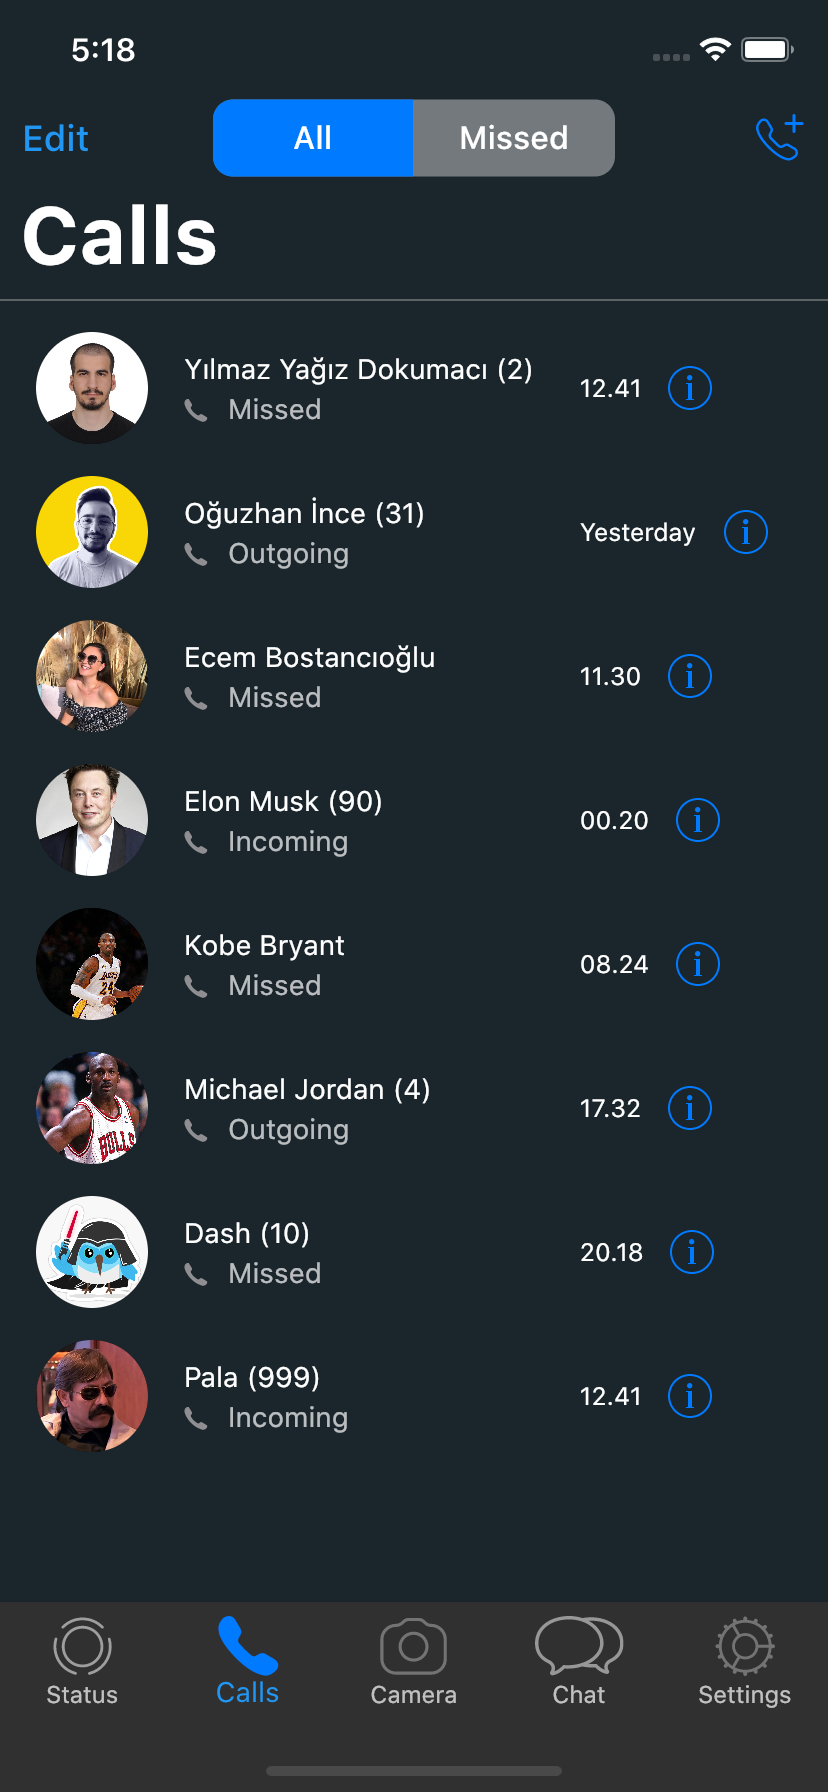 5:18
Edit
All
Missed
Calls
Yılmaz Yağız Dokumacı (2)
Missed
12.41
Oğuzhan İnce (31)
Outgoing
Yesterday
Ecem Bostancıoğlu
Missed
11.30
Elon Musk (90)
Incoming
00.20
Kobe Bryant
Missed
08.24
Michael Jordan (4)
Outgoing
17.32
BULLS
Dash (10)
Missed
20.18
Pala (999)
Incoming
12.41
Status
Calls
Camera
Chat
Settings